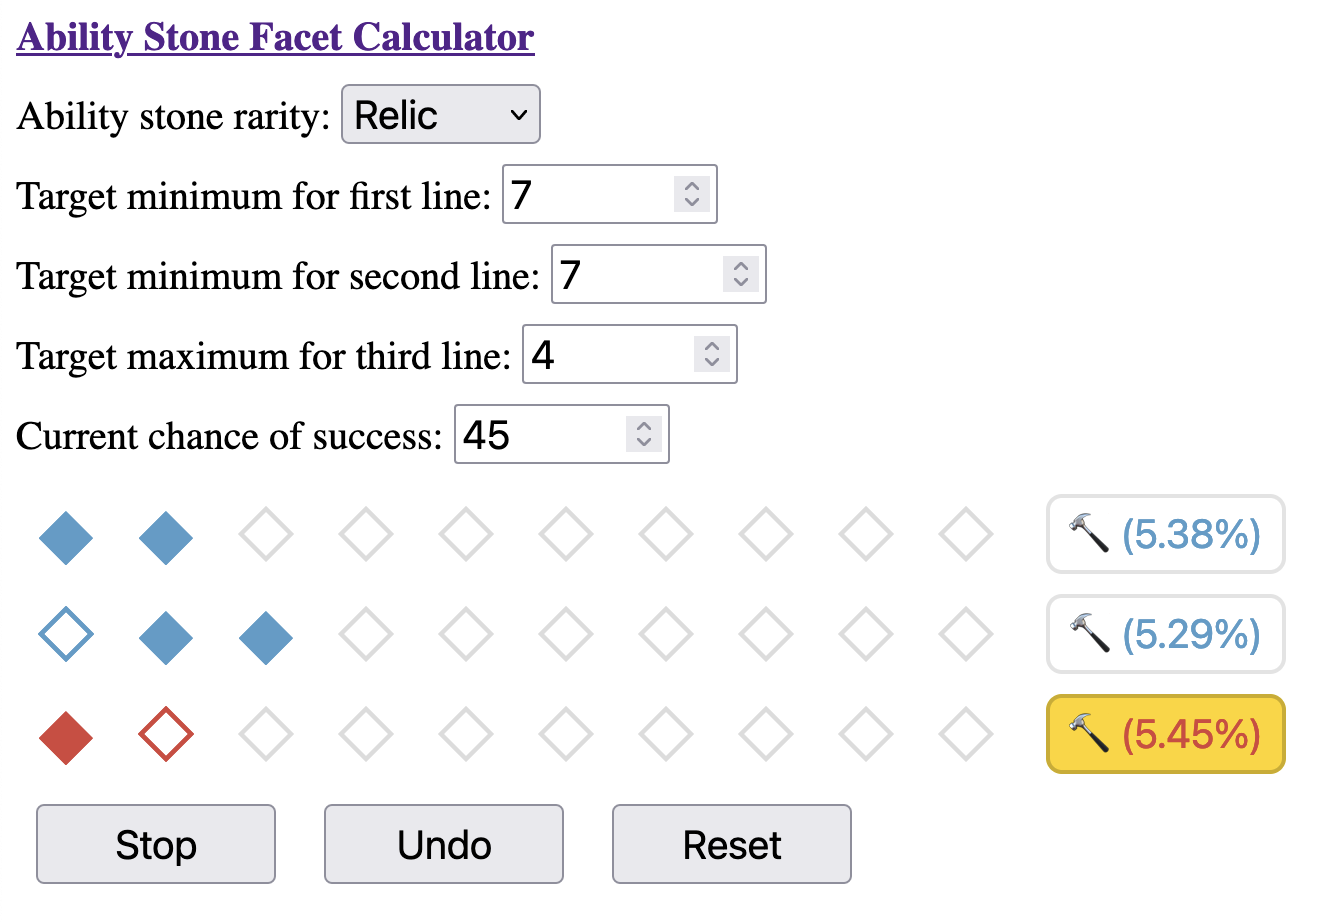 Ability Stone Facet Calculator
Ability stone rarity: Relic
Target minimum for first line: 7
Target minimum for second line: 7
Target maximum for third line: 4
Current chance of success: 45
(5.38%)
(5.29%)
(5.45%)
Stop Undo Reset